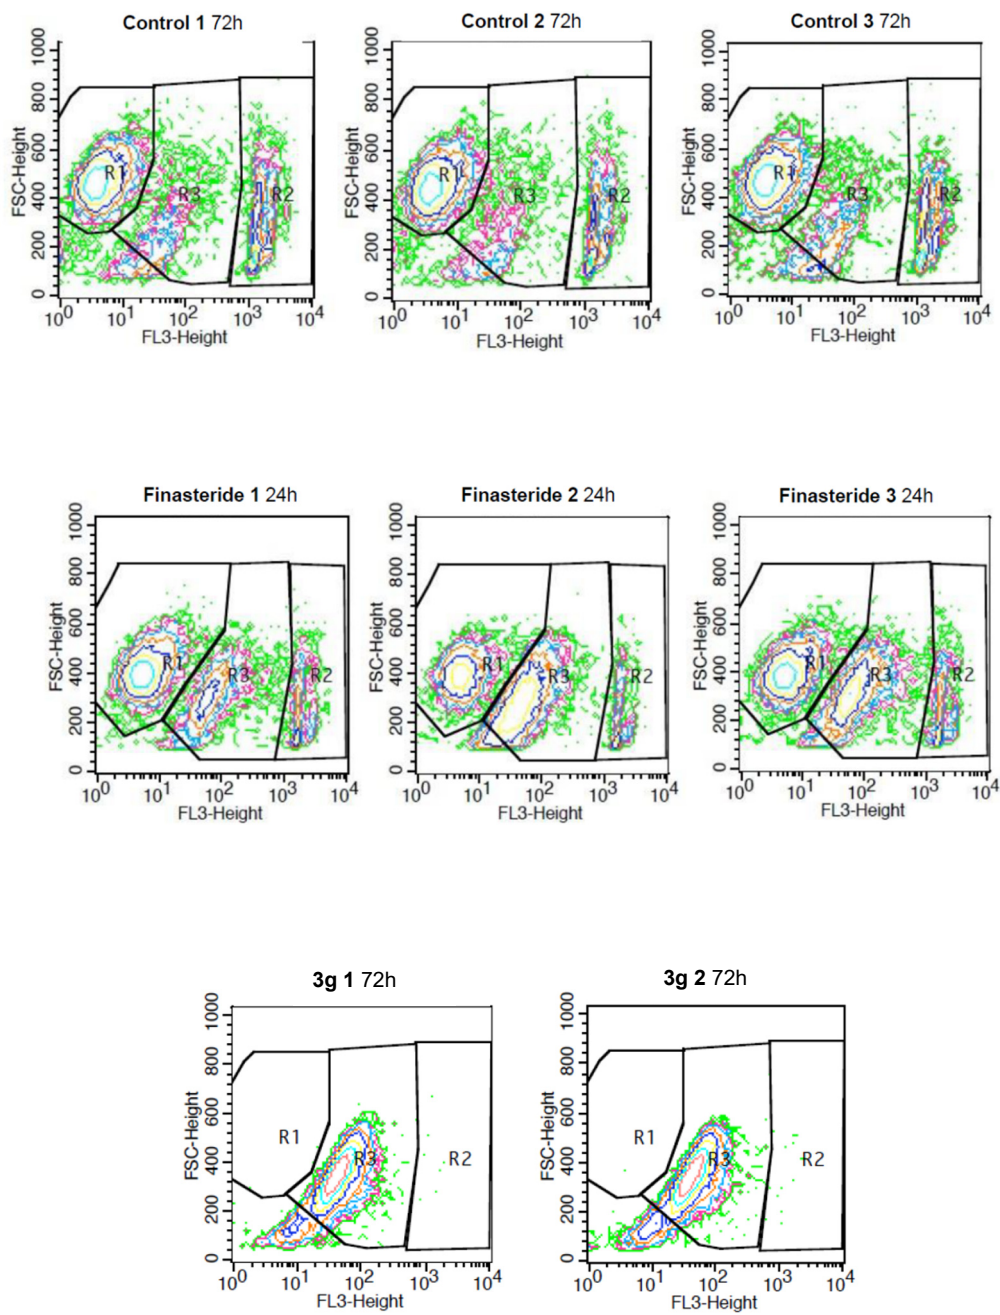 Control 1 72h
Control 2 72h
Control 3 72h
FSC-Height
0 200 400 600 800 1000
R1
R3
R2
10^0 10^1 10^2 10^3 10^4
FL3-Height
FSC-Height
0 200 400 600 800 1000
R1
R3
R2
10^0 10^1 10^2 10^3 10^4
FL3-Height
FSC-Height
0 200 400 600 800 1000
R1
R3
R2
10^0 10^1 10^2 10^3 10^4
FL3-Height
Finasteride 1 24h
Finasteride 2 24h
Finasteride 3 24h
FSC-Height
0 200 400 600 800 1000
R1
R3
R2
10^0 10^1 10^2 10^3 10^4
FL3-Height
FSC-Height
0 200 400 600 800 1000
R1
R3
R2
10^0 10^1 10^2 10^3 10^4
FL3-Height
FSC-Height
0 200 400 600 800 1000
R1
R3
R2
10^0 10^1 10^2 10^3 10^4
FL3-Height
3g 1 72h
3g 2 72h
FSC-Height
0 200 400 600 800 1000
R1
R3
R2
10^0 10^1 10^2 10^3 10^4
FL3-Height
FSC-Height
0 200 400 600 800 1000
R1
R3
R2
10^0 10^1 10^2 10^3 10^4
FL3-Height